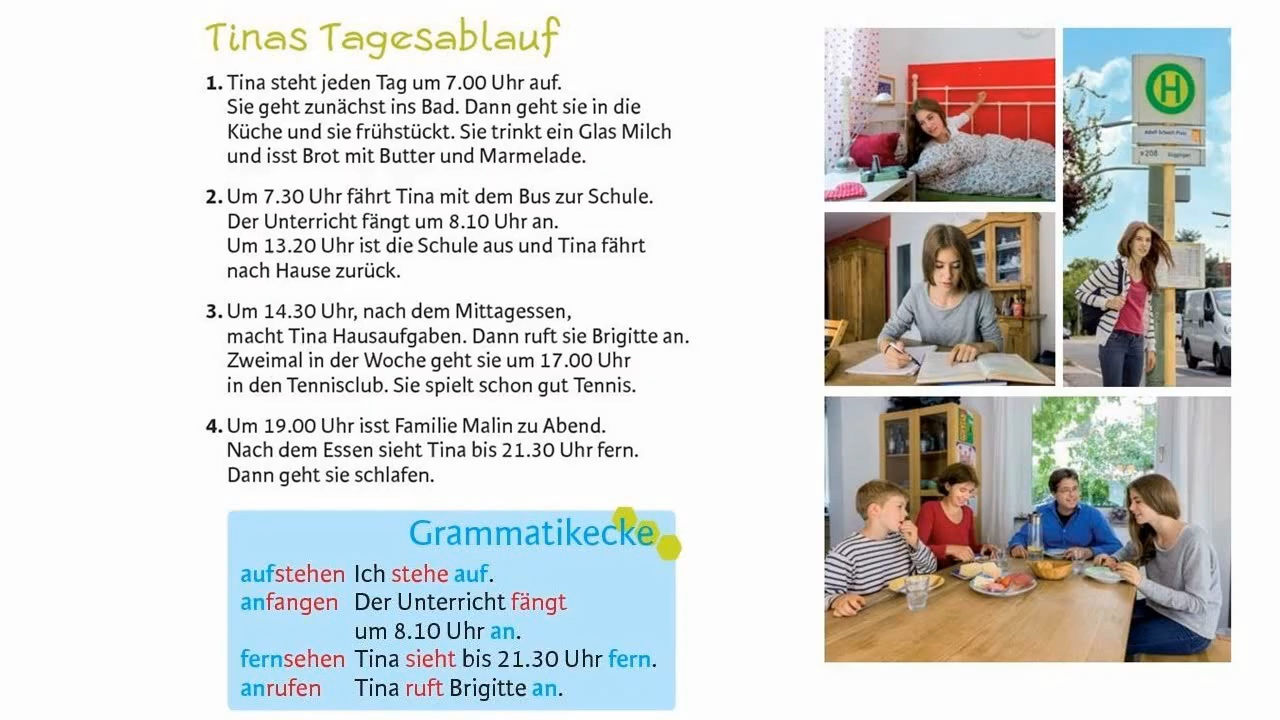 Tinas Tagesablauf
1. Tina steht jeden Tag um 7.00 Uhr auf.
Sie geht zunächst ins Bad. Dann geht sie in die
Küche und sie frühstückt. Sie trinkt ein Glas Milch
und isst Brot mit Butter und Marmelade.
2. Um 7.30 Uhr fährt Tina mit dem Bus zur Schule.
Der Unterricht fängt um 8.10 Uhr an.
Um 13.20 Uhr ist die Schule aus und Tina fährt
nach Hause zurück.
3. Um 14.30 Uhr, nach dem Mittagessen,
macht Tina Hausaufgaben. Dann ruft sie Brigitte an.
Zweimal in der Woche geht sie um 17.00 Uhr
in den Tennisclub. Sie spielt schon gut Tennis.
4. Um 19.00 Uhr isst Familie Malin zu Abend.
Nach dem Essen sieht Tina bis 21.30 Uhr fern.
Dann geht sie schlafen.
Grammatikecke
aufstehen Ich stehe auf.
anfangen Der Unterricht fängt
um 8.10 Uhr an.
fernsehen Tina sieht bis 21.30 Uhr fern.
anrufen Tina ruft Brigitte an.
H